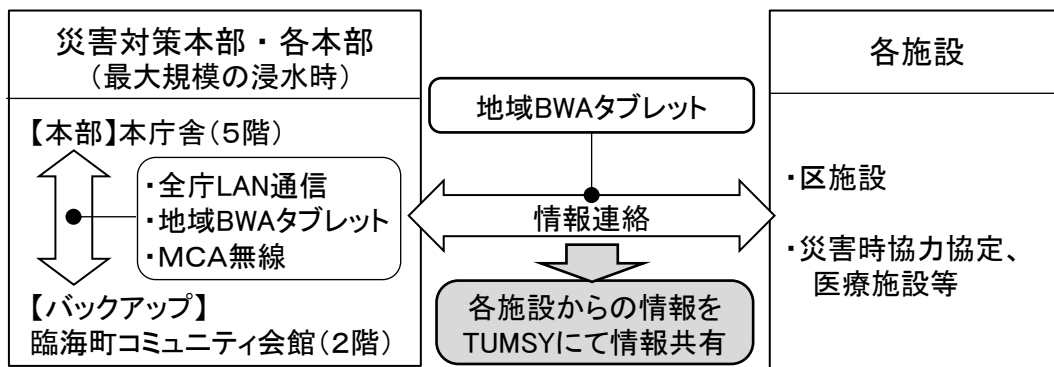 災害対策本部・各本部
（最大規模の浸水時）
【本部】本庁舎（５階）
・全庁LAN通信
・地域BWAタブレット
・MCA無線
【バックアップ】
臨海町コミュニティ会館（２階）
地域BWAタブレット
情報連絡
各施設からの情報を
TUMSYにて情報共有
各施設
・区施設
・災害時協力協定、
医療施設等